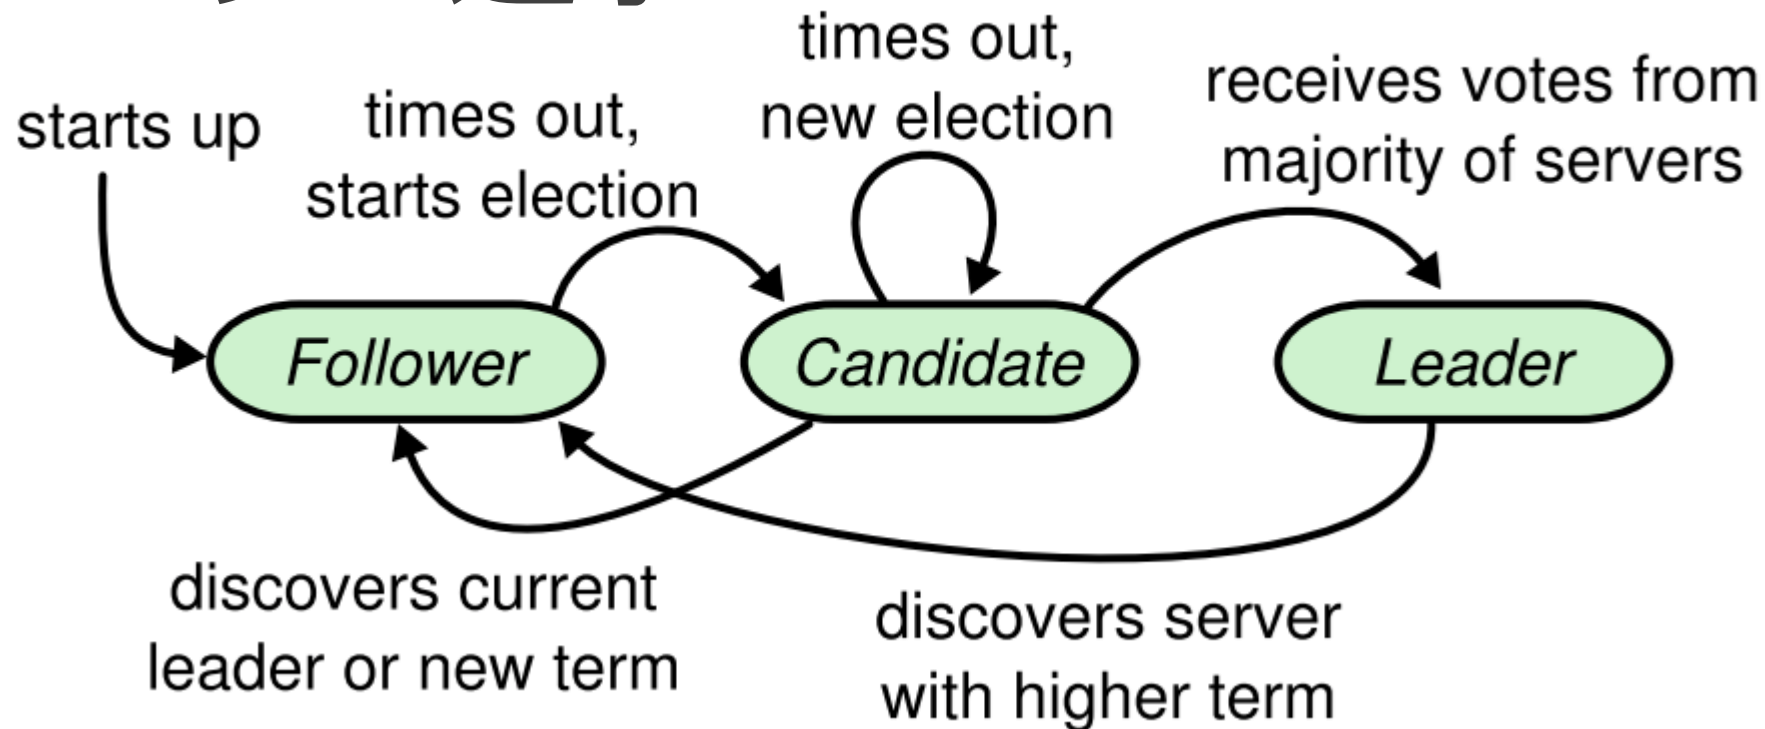 times out,
new election
receives votes from
majority of servers
starts up
times out,
starts election
Follower
Candidate
Leader
discovers current
leader or new term
discovers server
with higher term